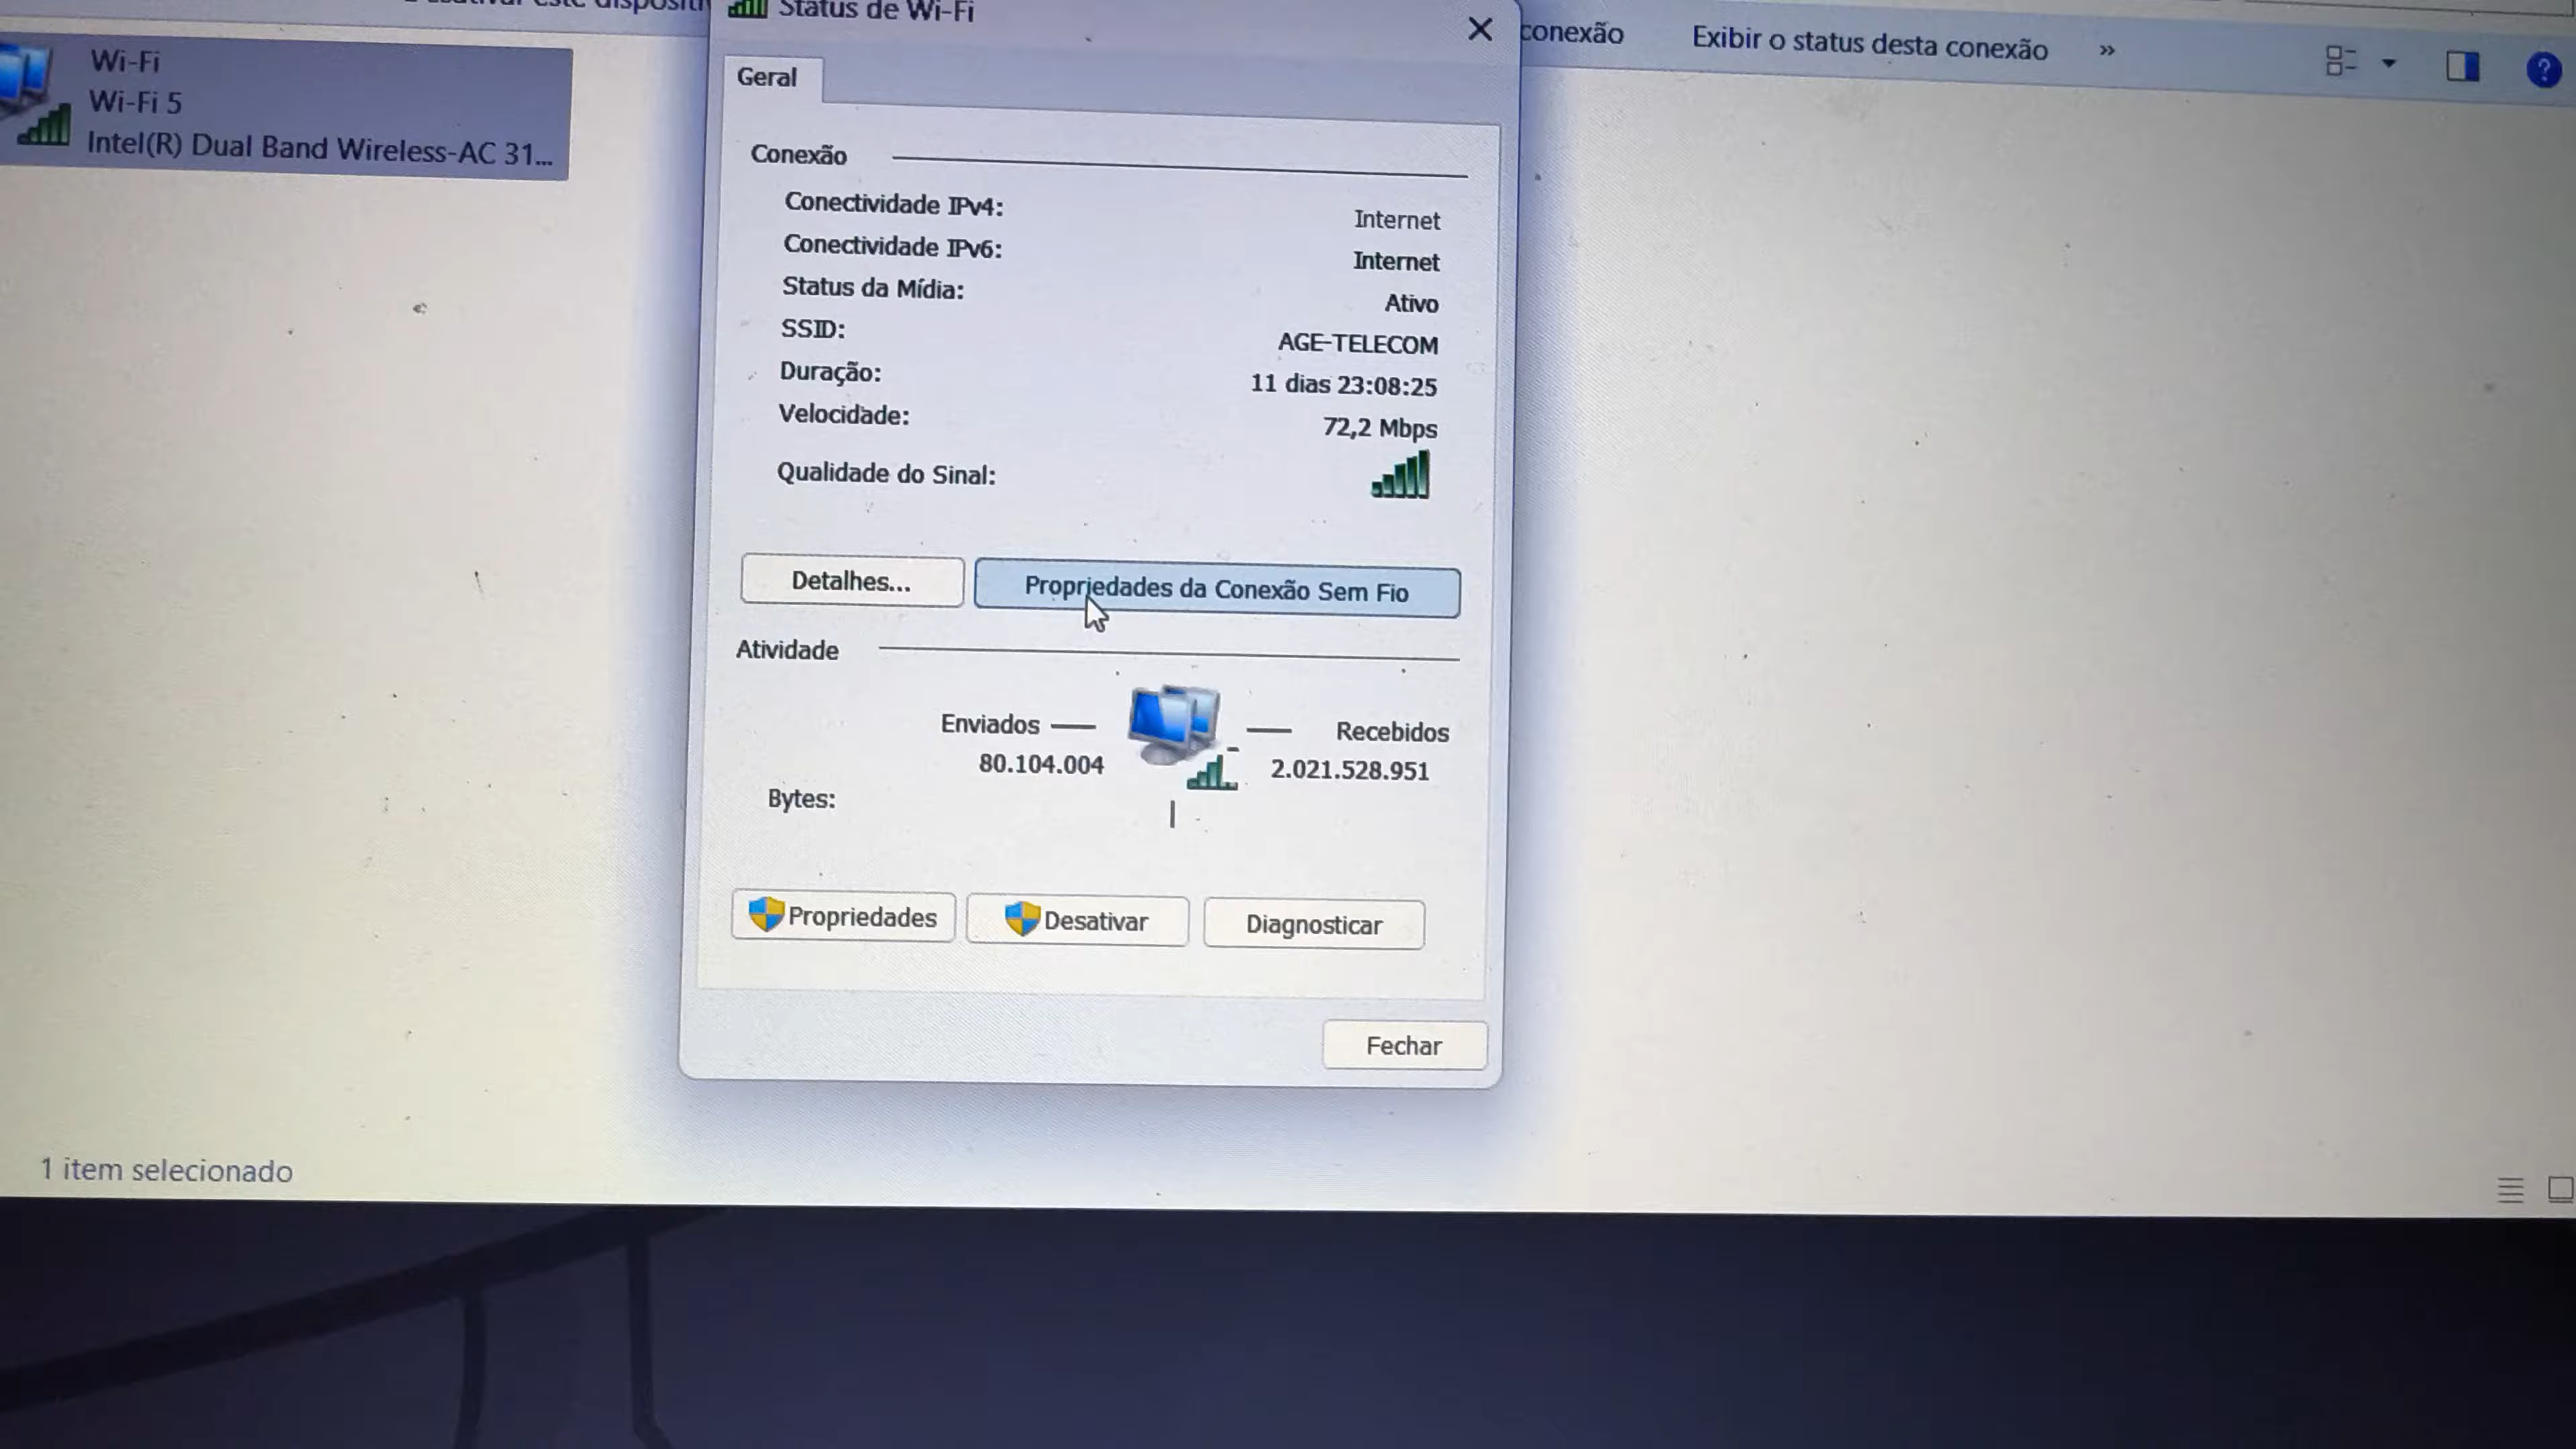 Status de Wi-Fi
conexão
Exibir o status desta conexão
»
Wi-Fi
Wi-Fi 5
Intel(R) Dual Band Wireless-AC 31...
Geral
Conexão
Conectividade IPv4: Internet
Conectividade IPv6: Internet
Status da Mídia: Ativo
SSID: AGE-TELECOM
Duração: 11 dias 23:08:25
Velocidade: 72,2 Mbps
Qualidade do Sinal:
Detalhes...
Propriedades da Conexão Sem Fio
Atividade
Enviados — — Recebidos
Bytes: 80.104.004 | 2.021.528.951
Propriedades
Desativar
Diagnosticar
Fechar
1 item selecionado